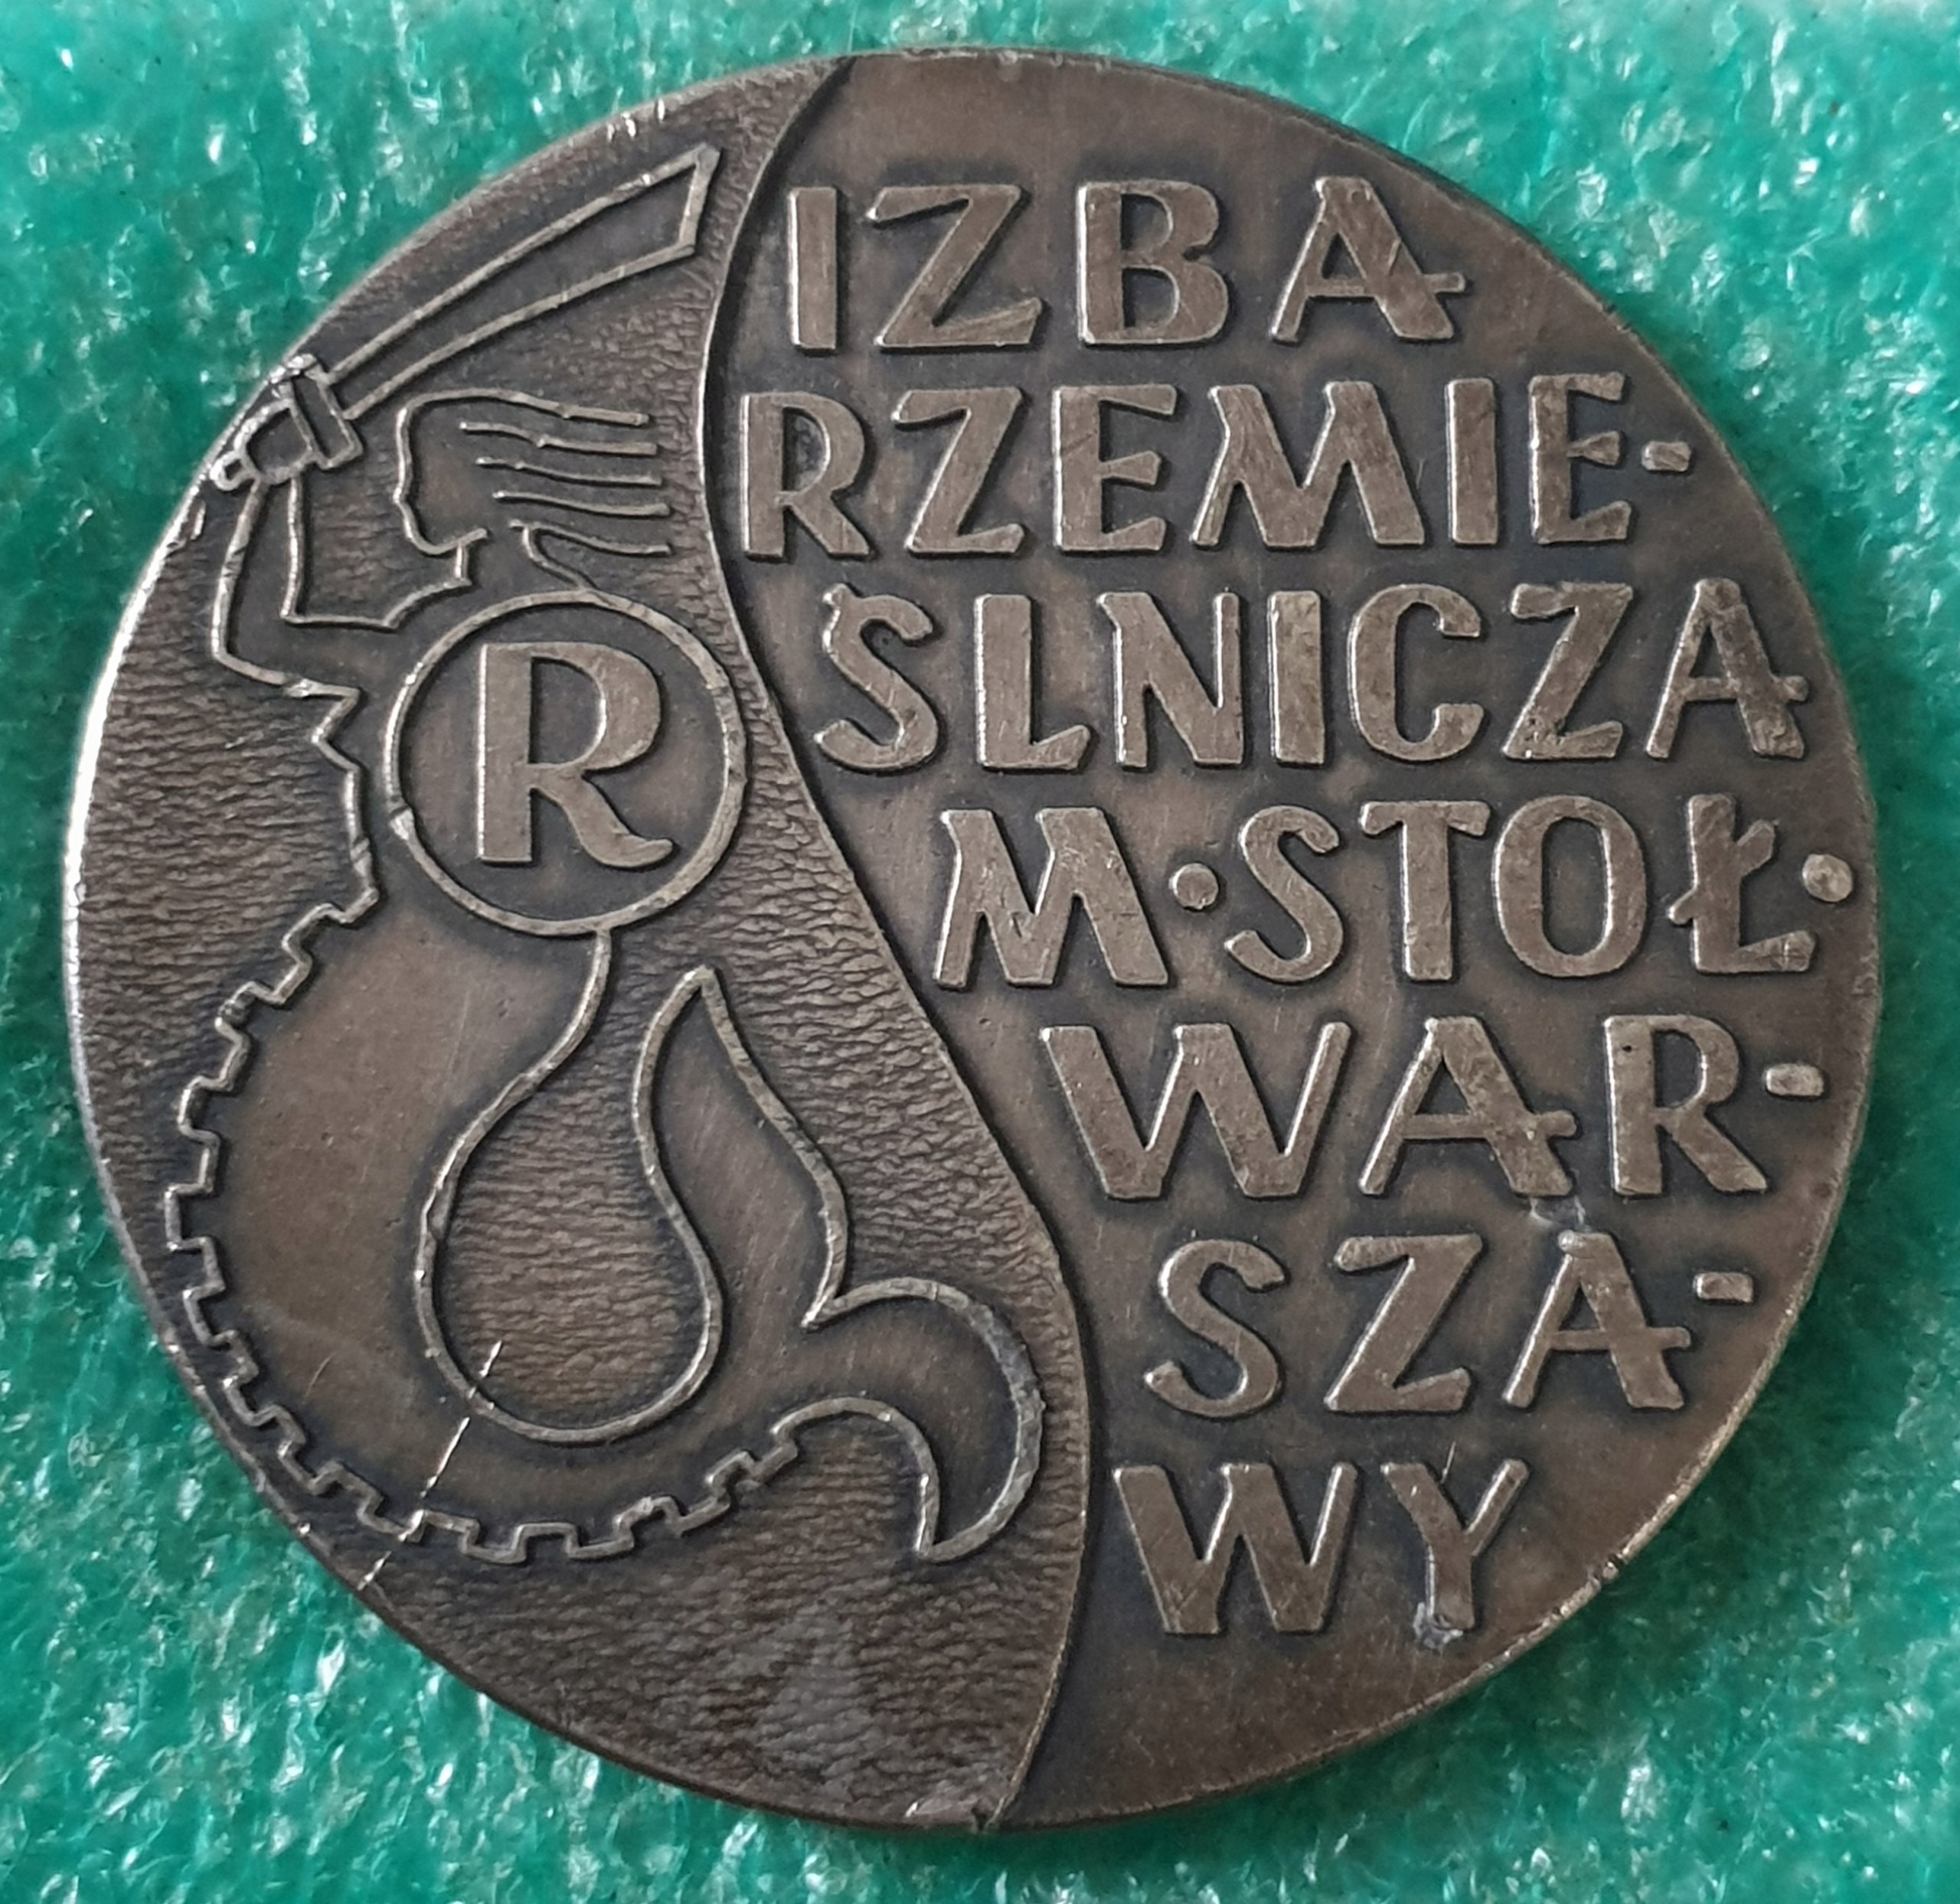 IZBA
RZEMIE-
ŚLNICZA
M·STOŁ·
WAR-
SZA-
WY
R